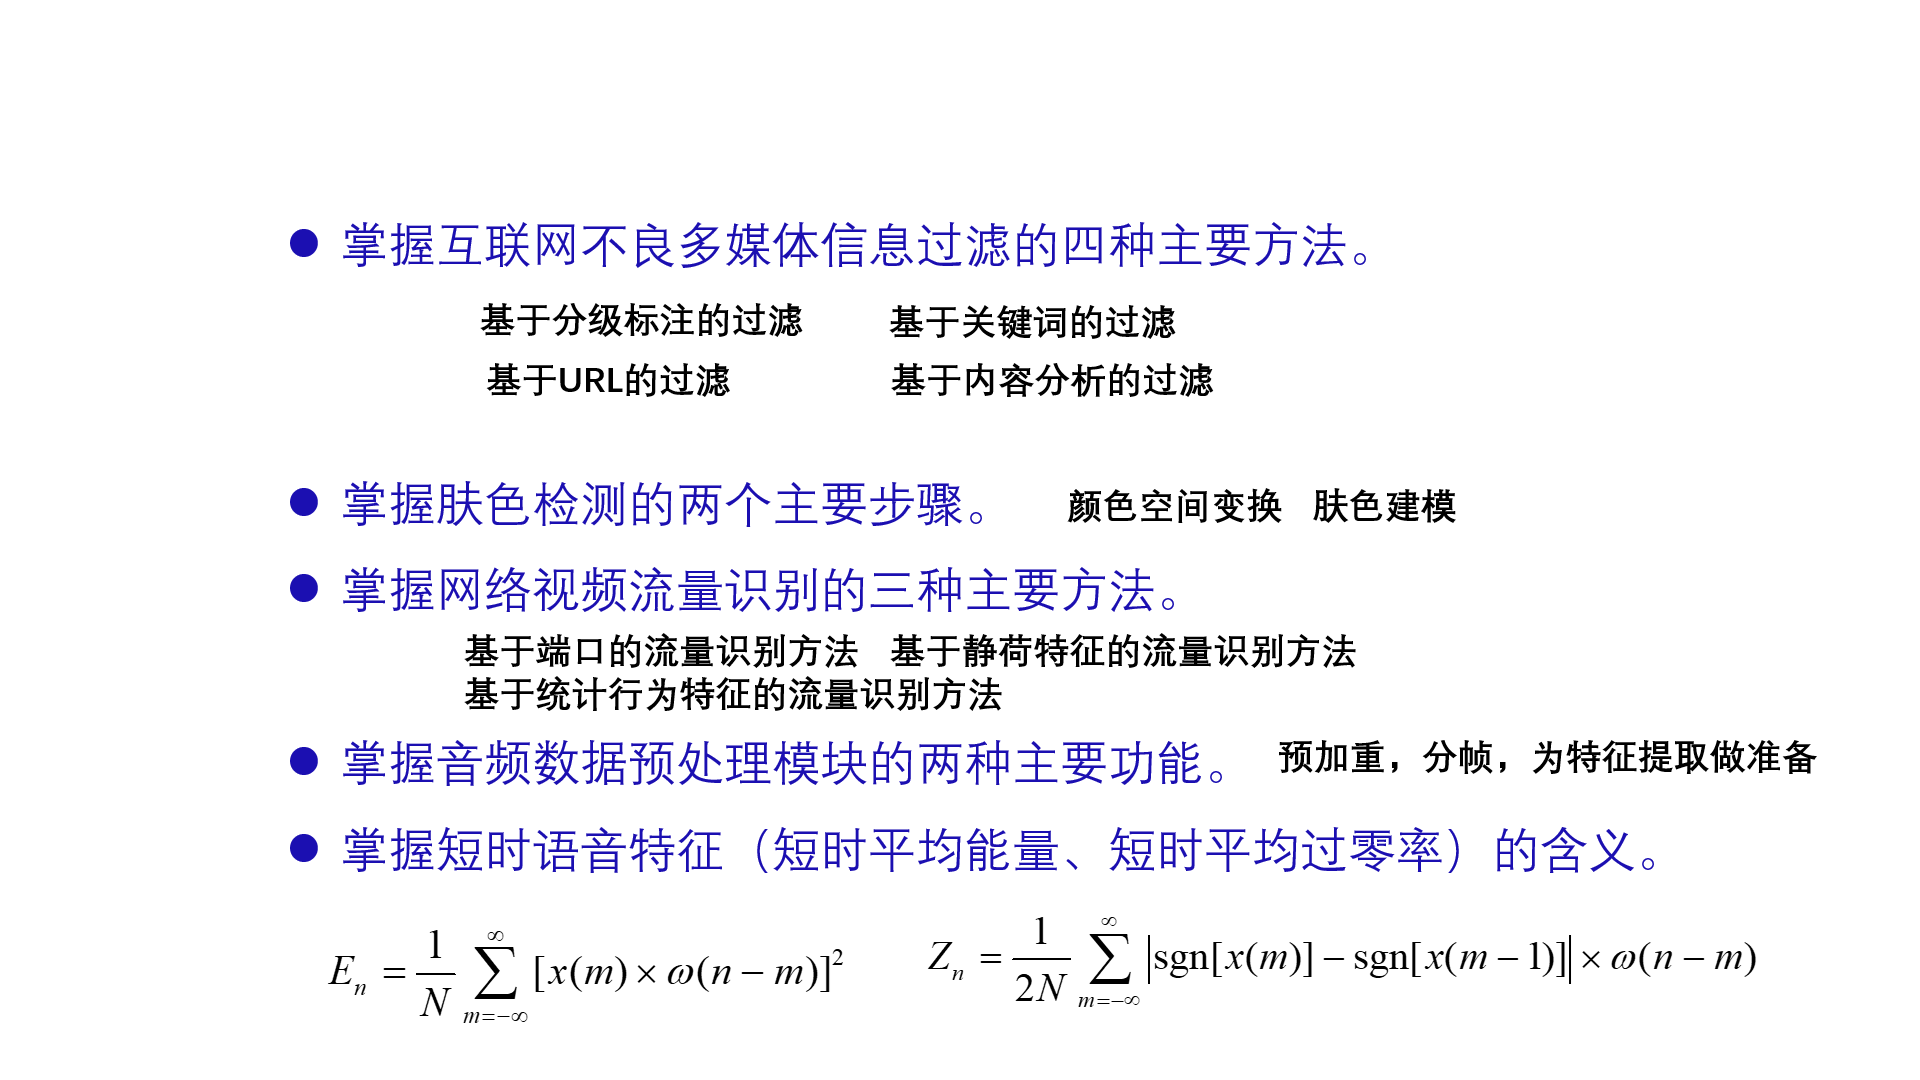 ● 掌握互联网不良多媒体信息过滤的四种主要方法。
基于分级标注的过滤 基于关键词的过滤
基于URL的过滤 基于内容分析的过滤
● 掌握肤色检测的两个主要步骤。 颜色空间变换 肤色建模
● 掌握网络视频流量识别的三种主要方法。
基于端口的流量识别方法 基于静荷特征的流量识别方法
基于统计行为特征的流量识别方法
● 掌握音频数据预处理模块的两种主要功能。 预加重，分帧，为特征提取做准备
● 掌握短时语音特征（短时平均能量、短时平均过零率）的含义。
$E_n = \frac{1}{N} \sum_{m=-\infty}^{\infty} [x(m) \times \omega(n-m)]^2$ $Z_n = \frac{1}{2N} \sum_{m=-\infty}^{\infty} |\mathrm{sgn}[x(m)] - \mathrm{sgn}[x(m-1)]| \times \omega(n-m)$